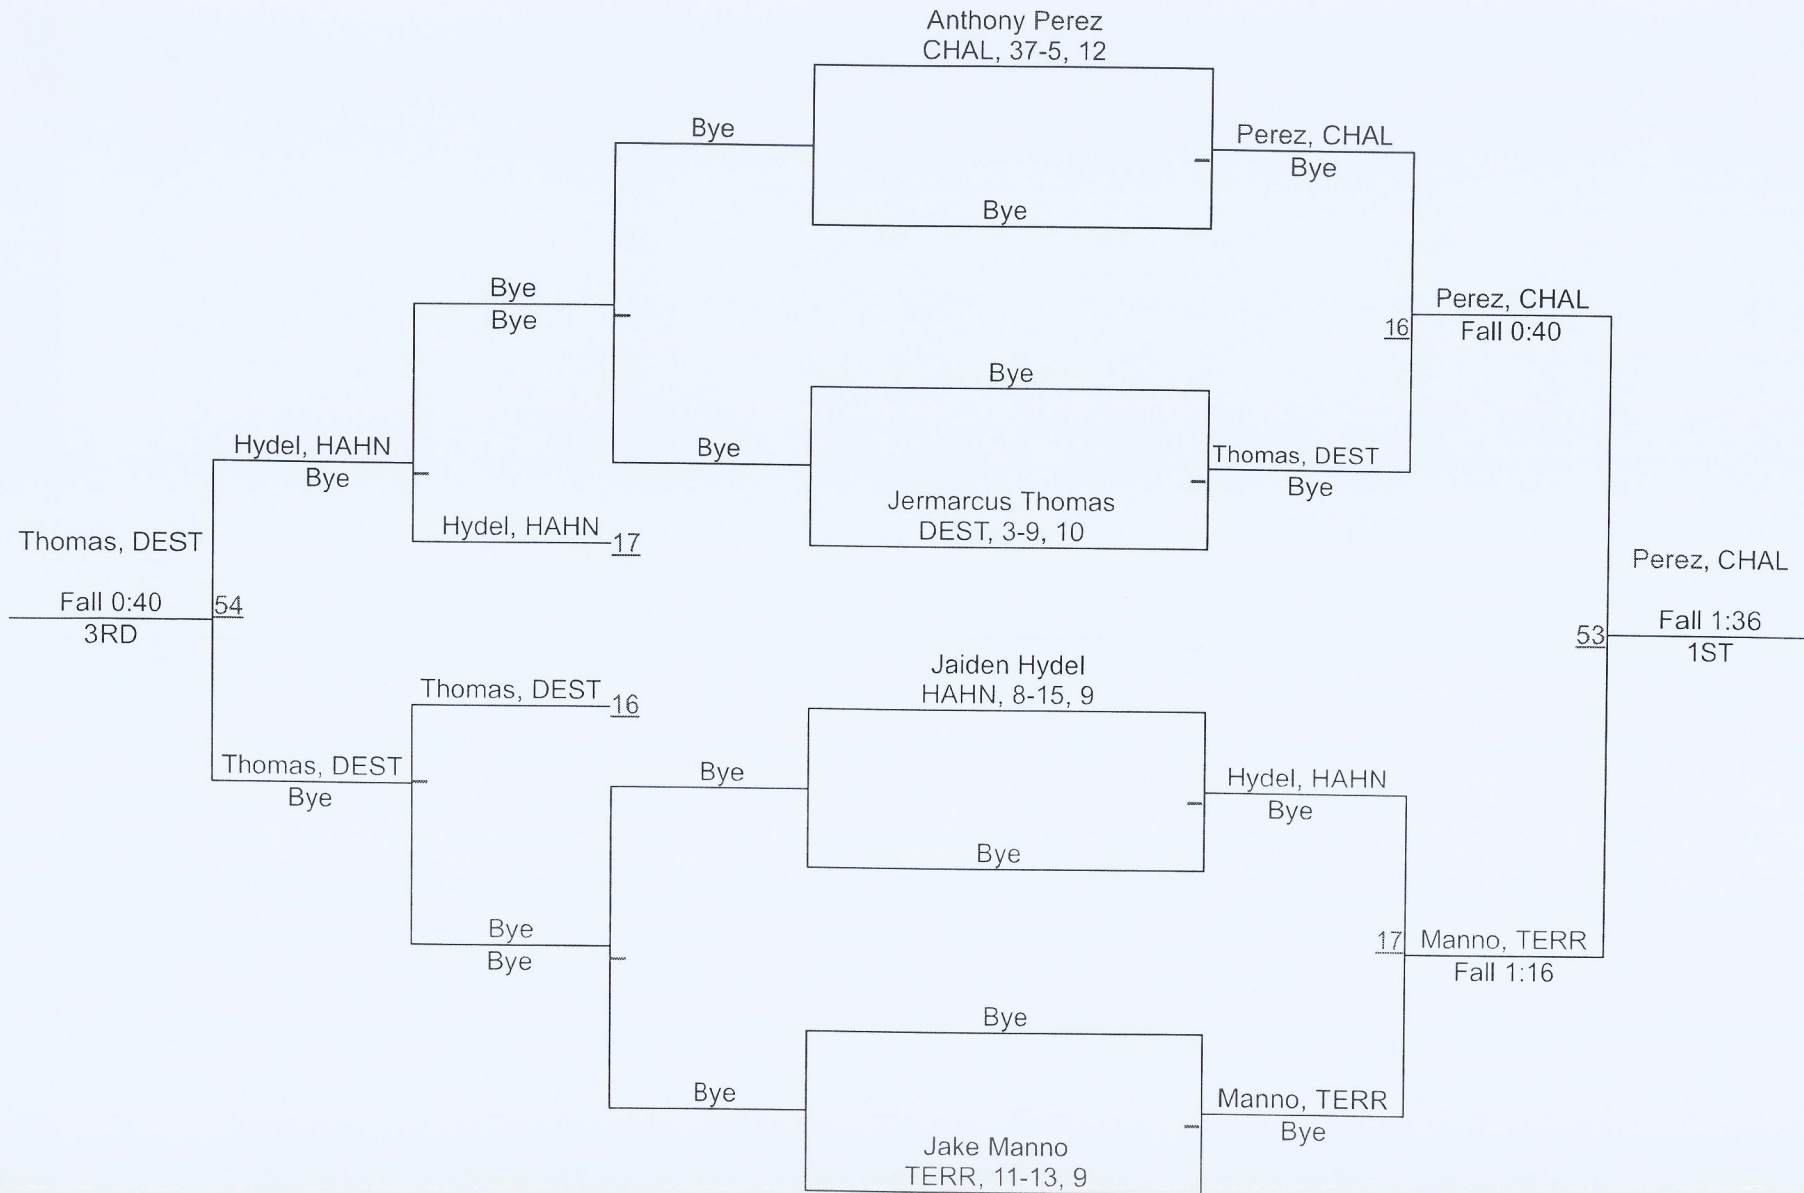 Anthony Perez
CHAL, 37-5, 12
Bye
Perez, CHAL
Bye
Bye
Bye
Bye
Perez, CHAL
16
Fall 0:40
Bye
Hydel, HAHN
Bye
Bye
Thomas, DEST
Bye
Jermarcus Thomas
DEST, 3-9, 10
Hydel, HAHN
17
Thomas, DEST
Fall 0:40
54
3RD
Perez, CHAL
Fall 1:36
53
1ST
Jaiden Hydel
HAHN, 8-15, 9
Thomas, DEST
16
Thomas, DEST
Bye
Bye
Hydel, HAHN
Bye
Bye
Bye
Bye
17
Manno, TERR
Fall 1:16
Bye
Bye
Manno, TERR
Bye
Jake Manno
TERR, 11-13, 9